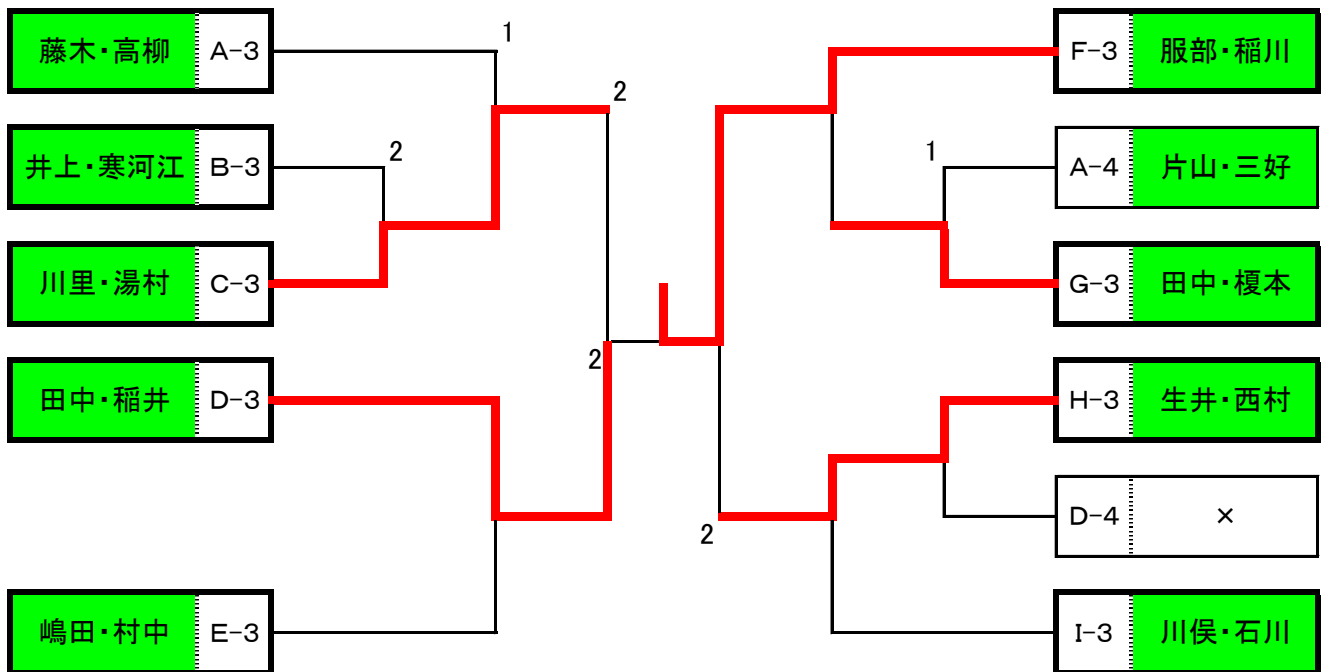 藤木・高柳 A-3
1
2
井上・寒河江 B-3
2
川里・湯村 C-3
田中・稲井 D-3
2
嶋田・村中 E-3
F-3 服部・稲川
1
A-4 片山・三好
G-3 田中・榎本
H-3 生井・西村
2
D-4 ×
I-3 川俣・石川